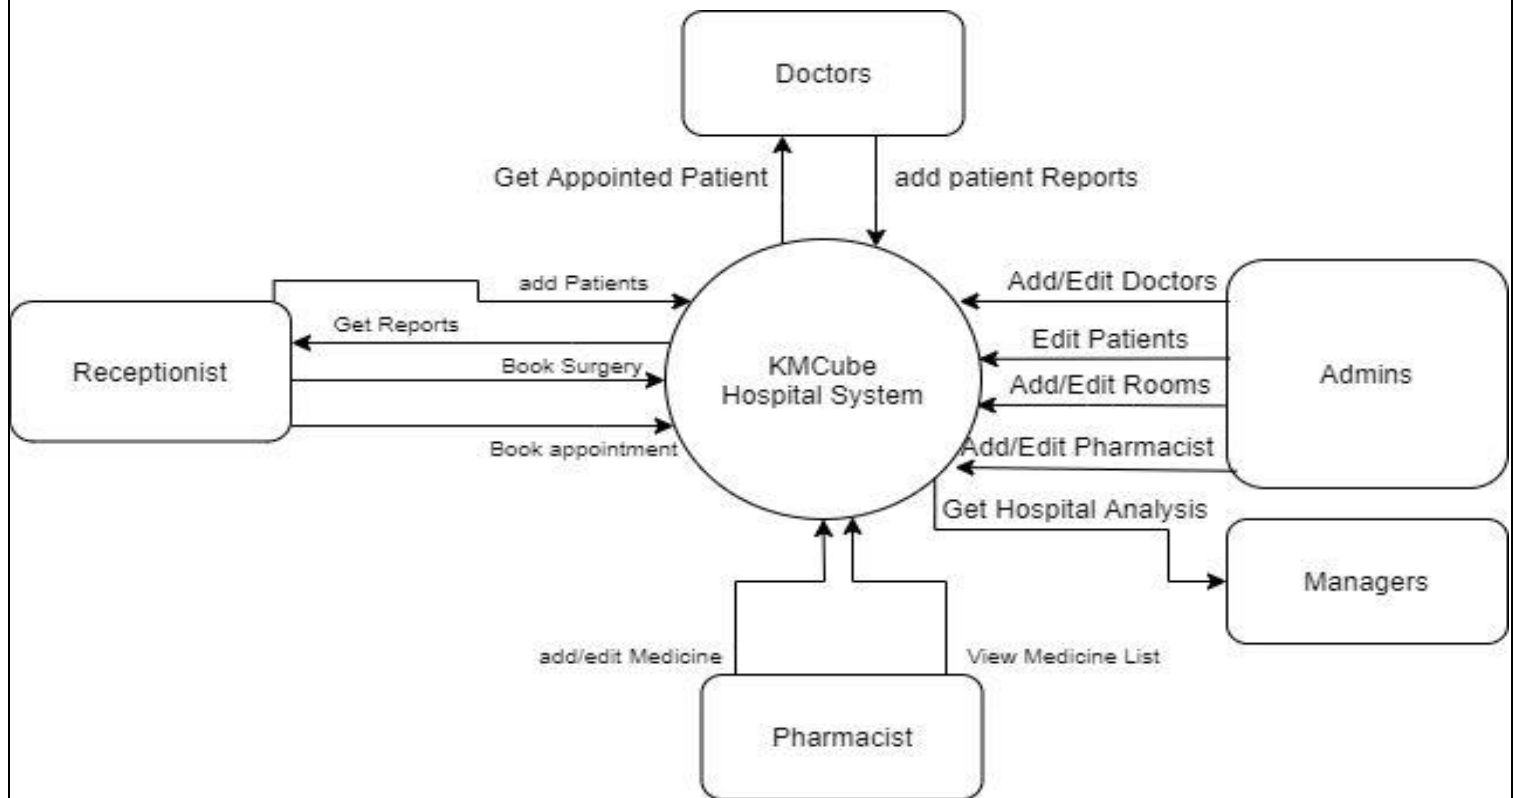 Doctors
Get Appointed Patient
add patient Reports
add Patients
Get Reports
Book Surgery
Book appointment
Receptionist
KMCube
Hospital System
Add/Edit Doctors
Edit Patients
Add/Edit Rooms
Add/Edit Pharmacist
Admins
Get Hospital Analysis
Managers
add/edit Medicine
View Medicine List
Pharmacist